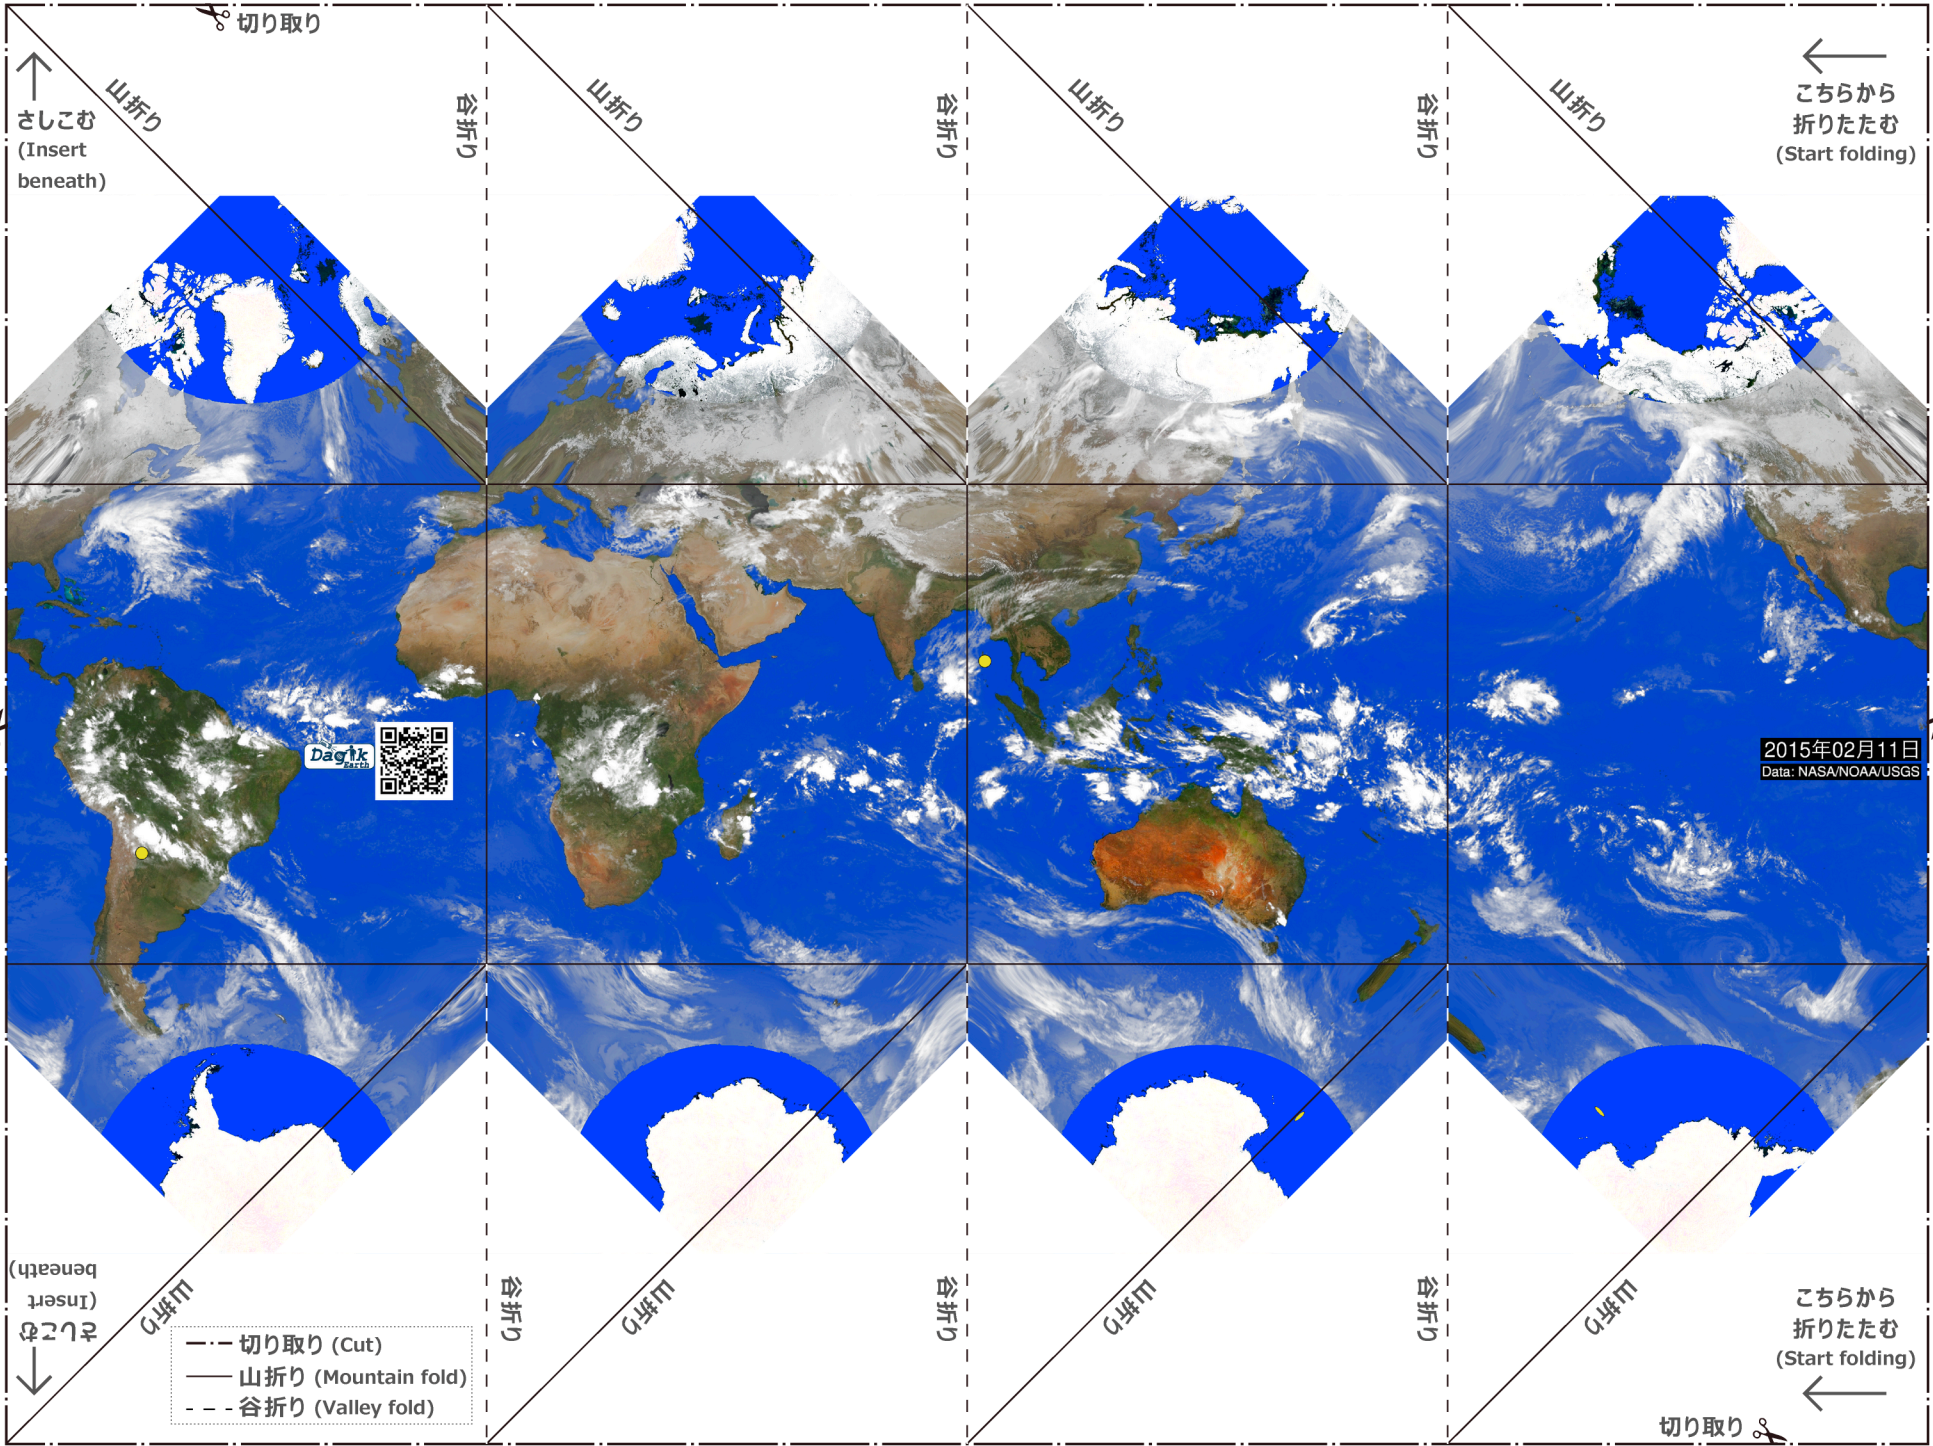 切り取り
山折り
谷折り
山折り
谷折り
山折り
谷折り
山折り
さしこむ
(Insert
beneath)
こちらから
折りたたむ
(Start folding)
Dagik
Earth
2015年02月11日
Data: NASA/NOAA/USGS
さしこむ
(Insert
beneath)
山折り
谷折り
山折り
谷折り
山折り
谷折り
山折り
こちらから
折りたたむ
(Start folding)
切り取り (Cut)
山折り (Mountain fold)
谷折り (Valley fold)
切り取り